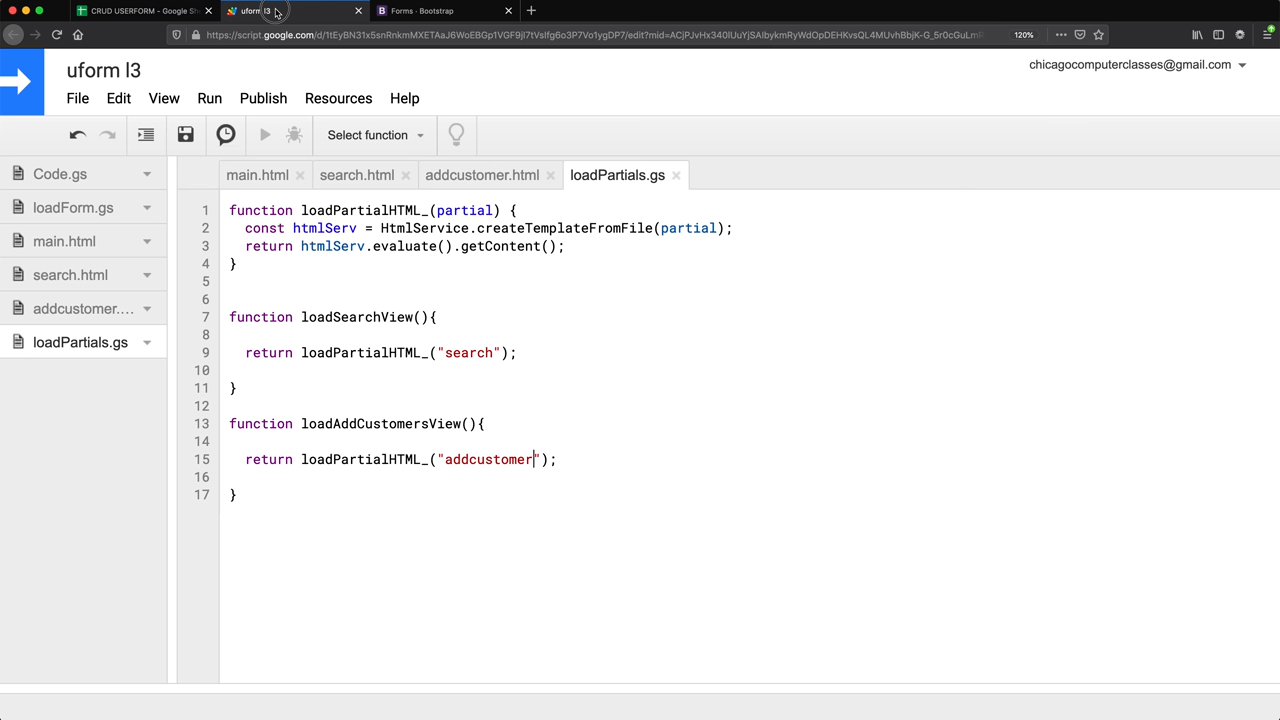 CRUD USERFORM - Google She
uform l3
Forms · Bootstrap
120%
uform l3
chicagocomputerclasses@gmail.com
File Edit View Run Publish Resources Help
Select function
Code.gs
loadForm.gs
main.html
search.html
addcustomer....
loadPartials.gs
main.html
search.html
addcustomer.html
loadPartials.gs
1 function loadPartialHTML_(partial) {
2 const htmlServ = HtmlService.createTemplateFromFile(partial);
3 return htmlServ.evaluate().getContent();
4 }
5
6
7 function loadSearchView(){
8
9 return loadPartialHTML_("search");
10
11 }
12
13 function loadAddCustomersView(){
14
15 return loadPartialHTML_("addcustomer");
16
17 }